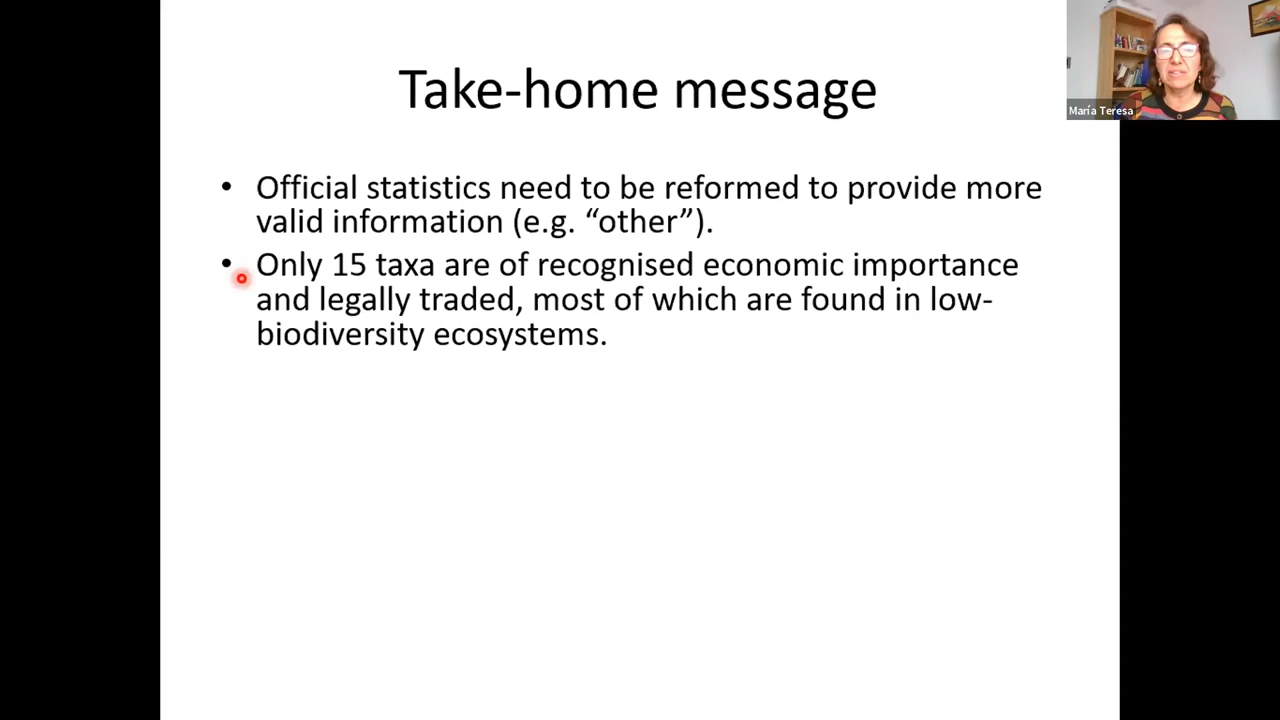 Take-home message
María Teresa
• Official statistics need to be reformed to provide more
valid information (e.g. “other”).
• Only 15 taxa are of recognised economic importance
and legally traded, most of which are found in low-
biodiversity ecosystems.